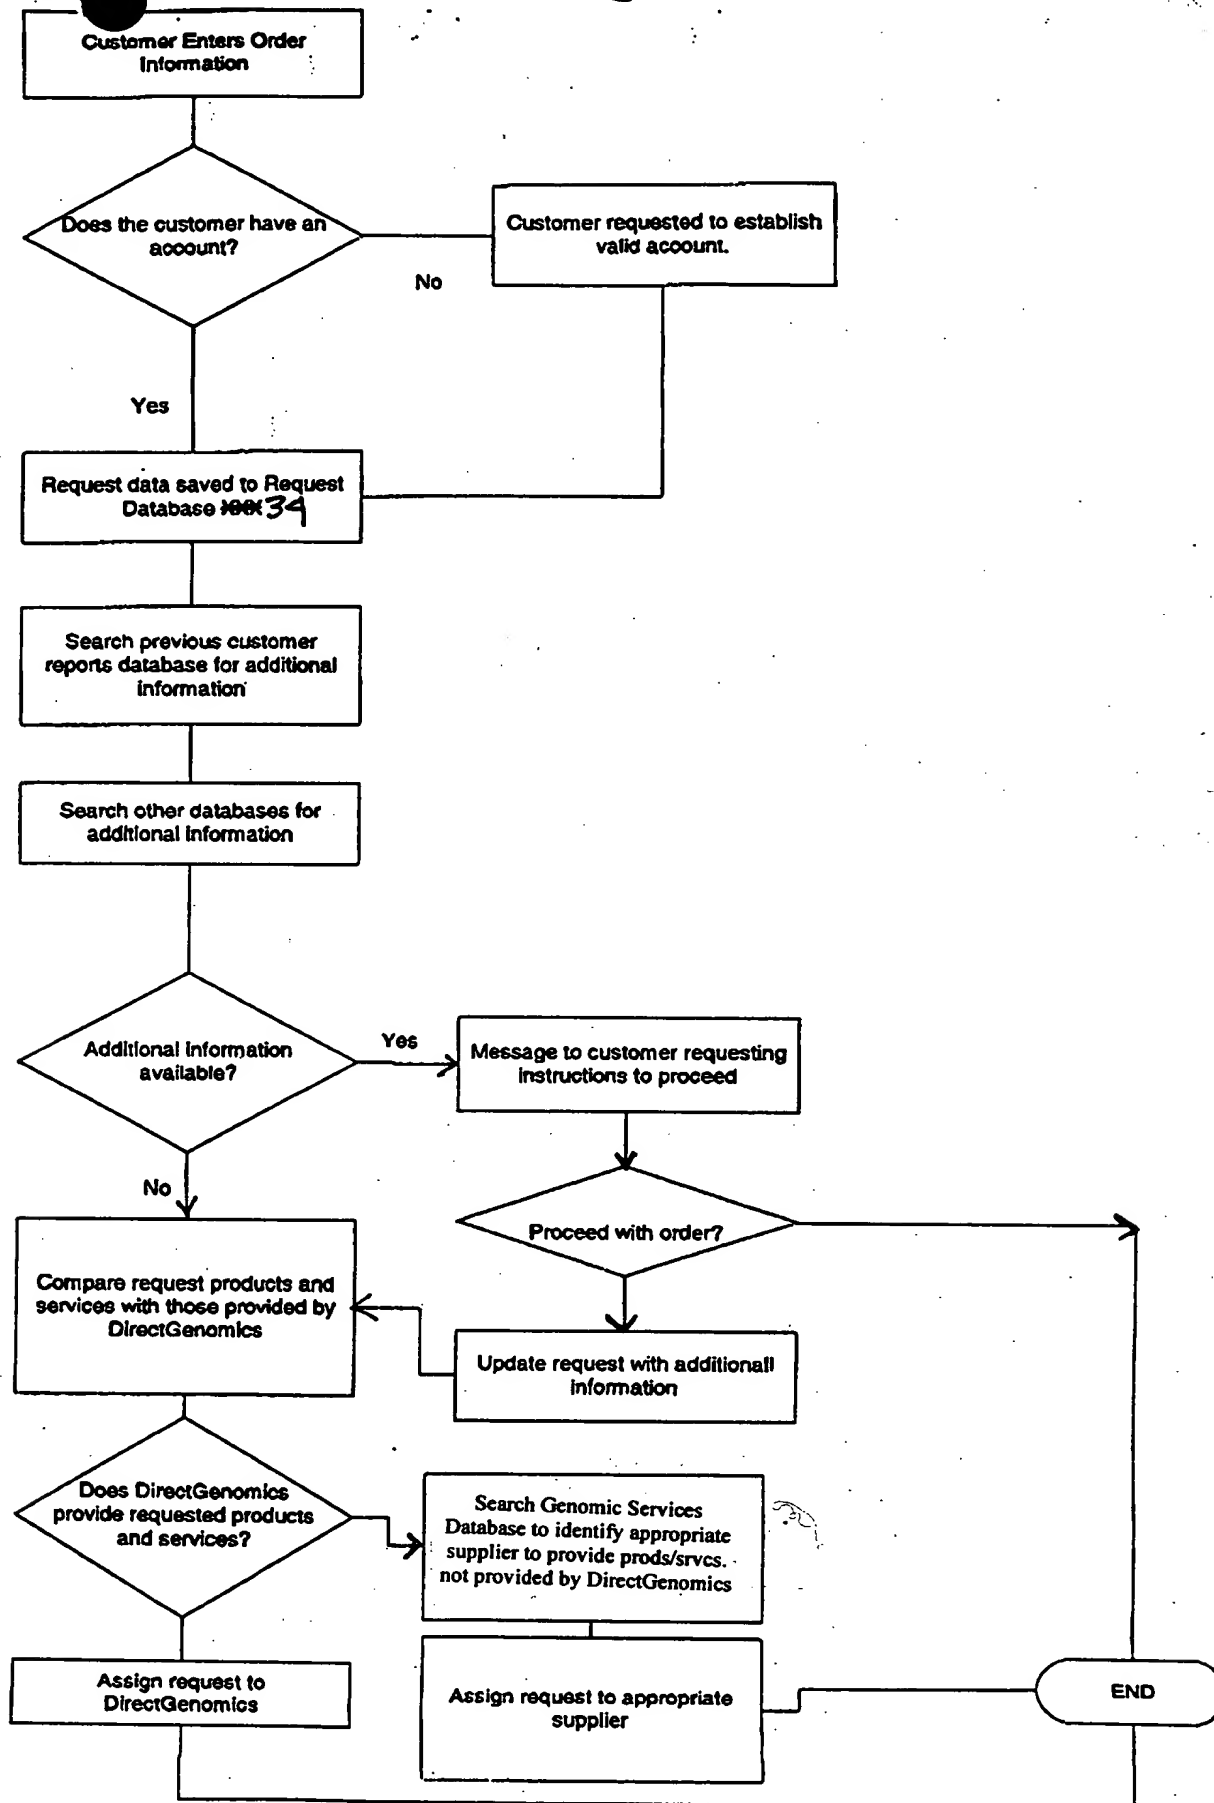 Customer Enters Order
Information
Does the customer have an
account?
Customer requested to establish
valid account.
No
Yes
Request data saved to Request
Database XXX 34
Search previous customer
reports database for additional
information
Search other databases for
additional information
Additional information
available?
Yes
Message to customer requesting
instructions to proceed
No
Proceed with order?
Compare request products and
services with those provided by
DirectGenomics
Update request with additionall
information
Does DirectGenomics
provide requested products
and services?
Search Genomic Services
Database to identify appropriate
supplier to provide prods/srvcs.
not provided by DirectGenomics
Assign request to
DirectGenomics
Assign request to appropriate
supplier
END